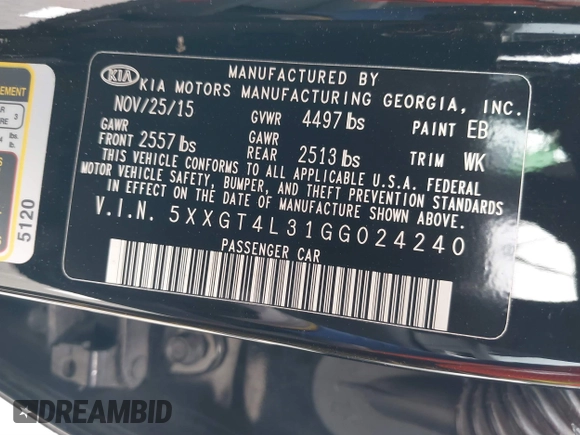 MANUFACTURED BY
KIA KIA MOTORS MANUFACTURING GEORGIA, INC.
NOV/25/15 GVWR 4497 lbs PAINT EB
GAWR FRONT 2557 lbs GAWR REAR 2513 lbs TRIM WK
THIS VEHICLE CONFORMS TO ALL APPLICABLE U.S.A. FEDERAL
MOTOR VEHICLE SAFETY, BUMPER, AND THEFT PREVENTION STANDARDS
IN EFFECT ON THE DATE OF MANUFACTURE SHOWN ABOVE.
V.I.N. 5XXGT4L31GG024240
PASSENGER CAR
5120
DREAMBID